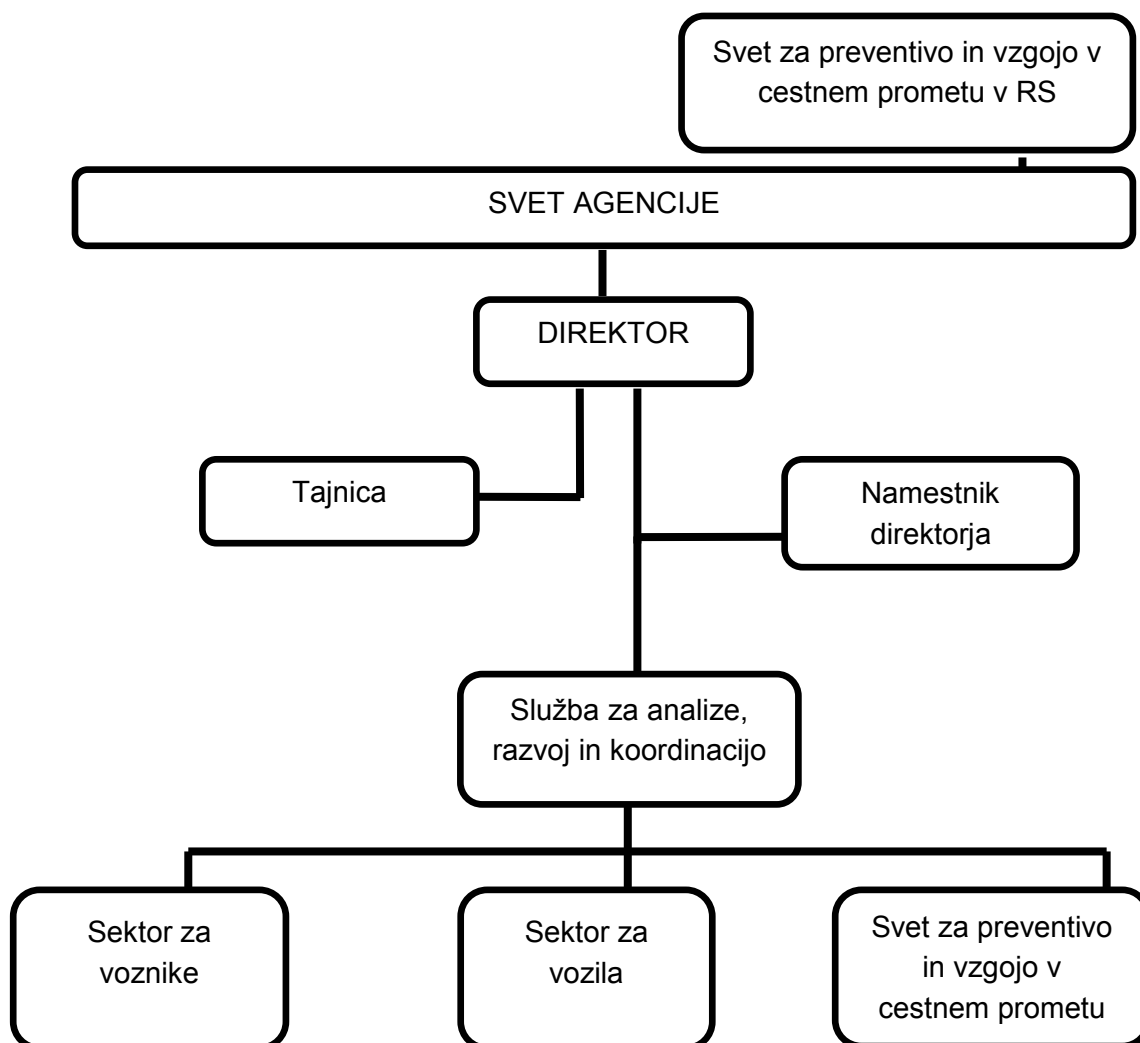 Svet za preventivo in vzgojo v
cestnem prometu v RS
SVET AGENCIJE
DIREKTOR
Tajnica
Namestnik
direktorja
Služba za analize,
razvoj in koordinacijo
Sektor za
voznike
Sektor za
vozila
Svet za preventivo
in vzgojo v
cestnem prometu